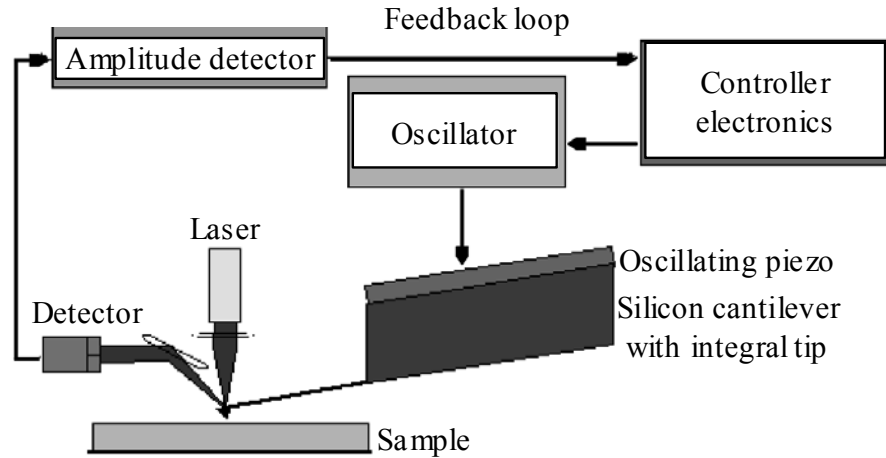 Feedback loop
Amplitude detector
Controller
electronics
Oscillator
Laser
Oscillating piezo
Detector
Silicon cantilever
with integral tip
Sample